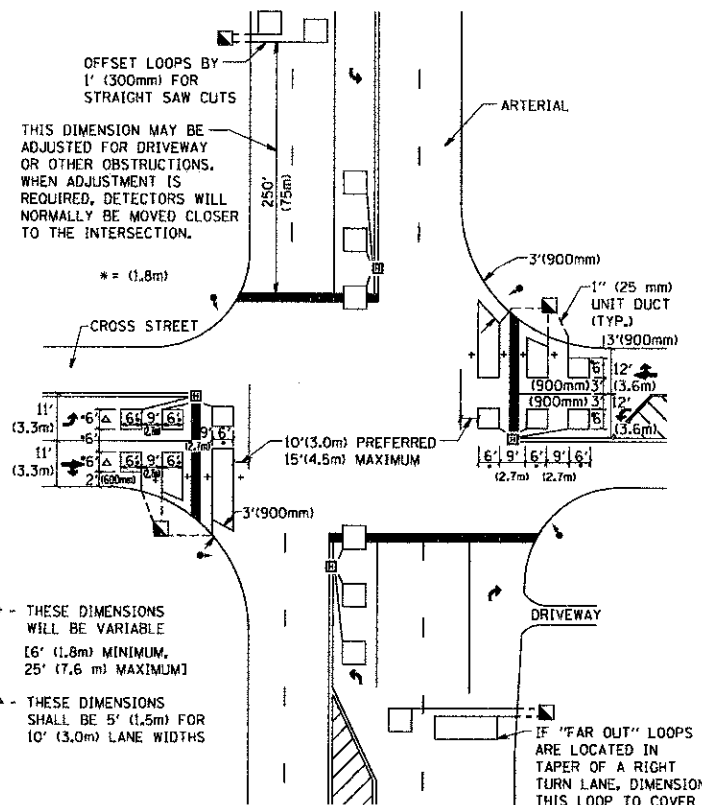 OFFSET LOOPS BY
1' (300mm) FOR
STRAIGHT SAW CUTS
ARTERIAL
THIS DIMENSION MAY BE
ADJUSTED FOR DRIVEWAY
OR OTHER OBSTRUCTIONS.
WHEN ADJUSTMENT IS
REQUIRED, DETECTORS WILL
NORMALLY BE MOVED CLOSER
TO THE INTERSECTION.
250'
(75m)
* = (1.8m)
3'(900mm)
1" (25 mm)
UNIT DUCT
(TYP.)
3'(900mm)
CROSS STREET
6'
12'
(3.6m)
(900mm) 3'
(900mm) 3'
12'
6'
(3.6m)
6' 9' 6' 9' 6'
(2.7m) (2.7m)
11'
(3.3m)
*6' 6' 9' 6'
*6'
9' 6'
(2.7m)
11'
(3.3m)
*6' 6' 9' 6'
2' (600mm)
10'(3.0m) PREFERRED
15'(4.5m) MAXIMUM
3'(900mm)
- THESE DIMENSIONS
WILL BE VARIABLE
[6' (1.8m) MINIMUM,
25' (7.6 m) MAXIMUM]
- THESE DIMENSIONS
SHALL BE 5' (1.5m) FOR
10' (3.0m) LANE WIDTHS
DRIVEWAY
IF "FAR OUT" LOOPS
ARE LOCATED IN
TAPER OF A RIGHT
TURN LANE, DIMENSION
THIS LOOP TO COVER